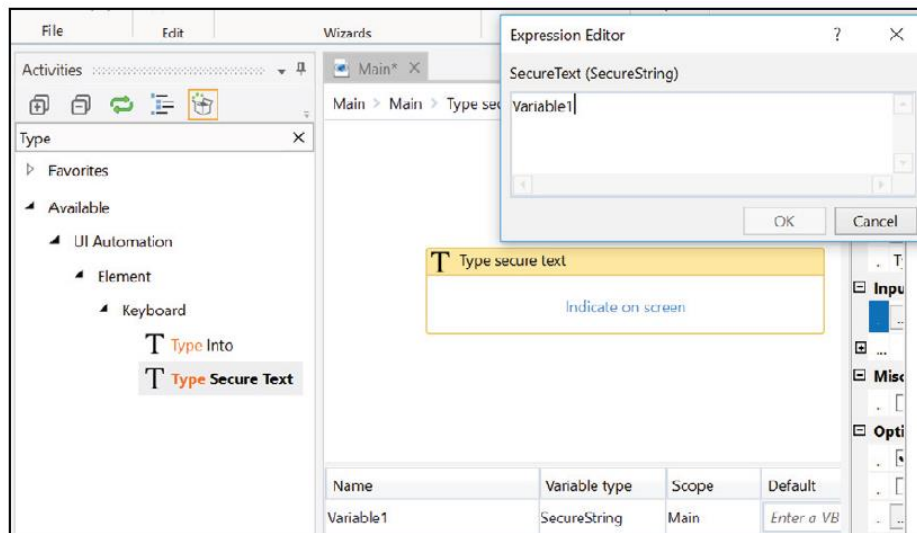 File Edit Wizards
Activities
Type
Favorites
Available
UI Automation
Element
Keyboard
T Type Into
T Type Secure Text
Main*
Main > Main > Type sec
T Type secure text
Indicate on screen
Name Variable type Scope Default
Variable1 SecureString Main Enter a VB
Expression Editor ?
SecureText (SecureString)
Variable1
OK Cancel
. T
Inpu
...
Misc
Opti